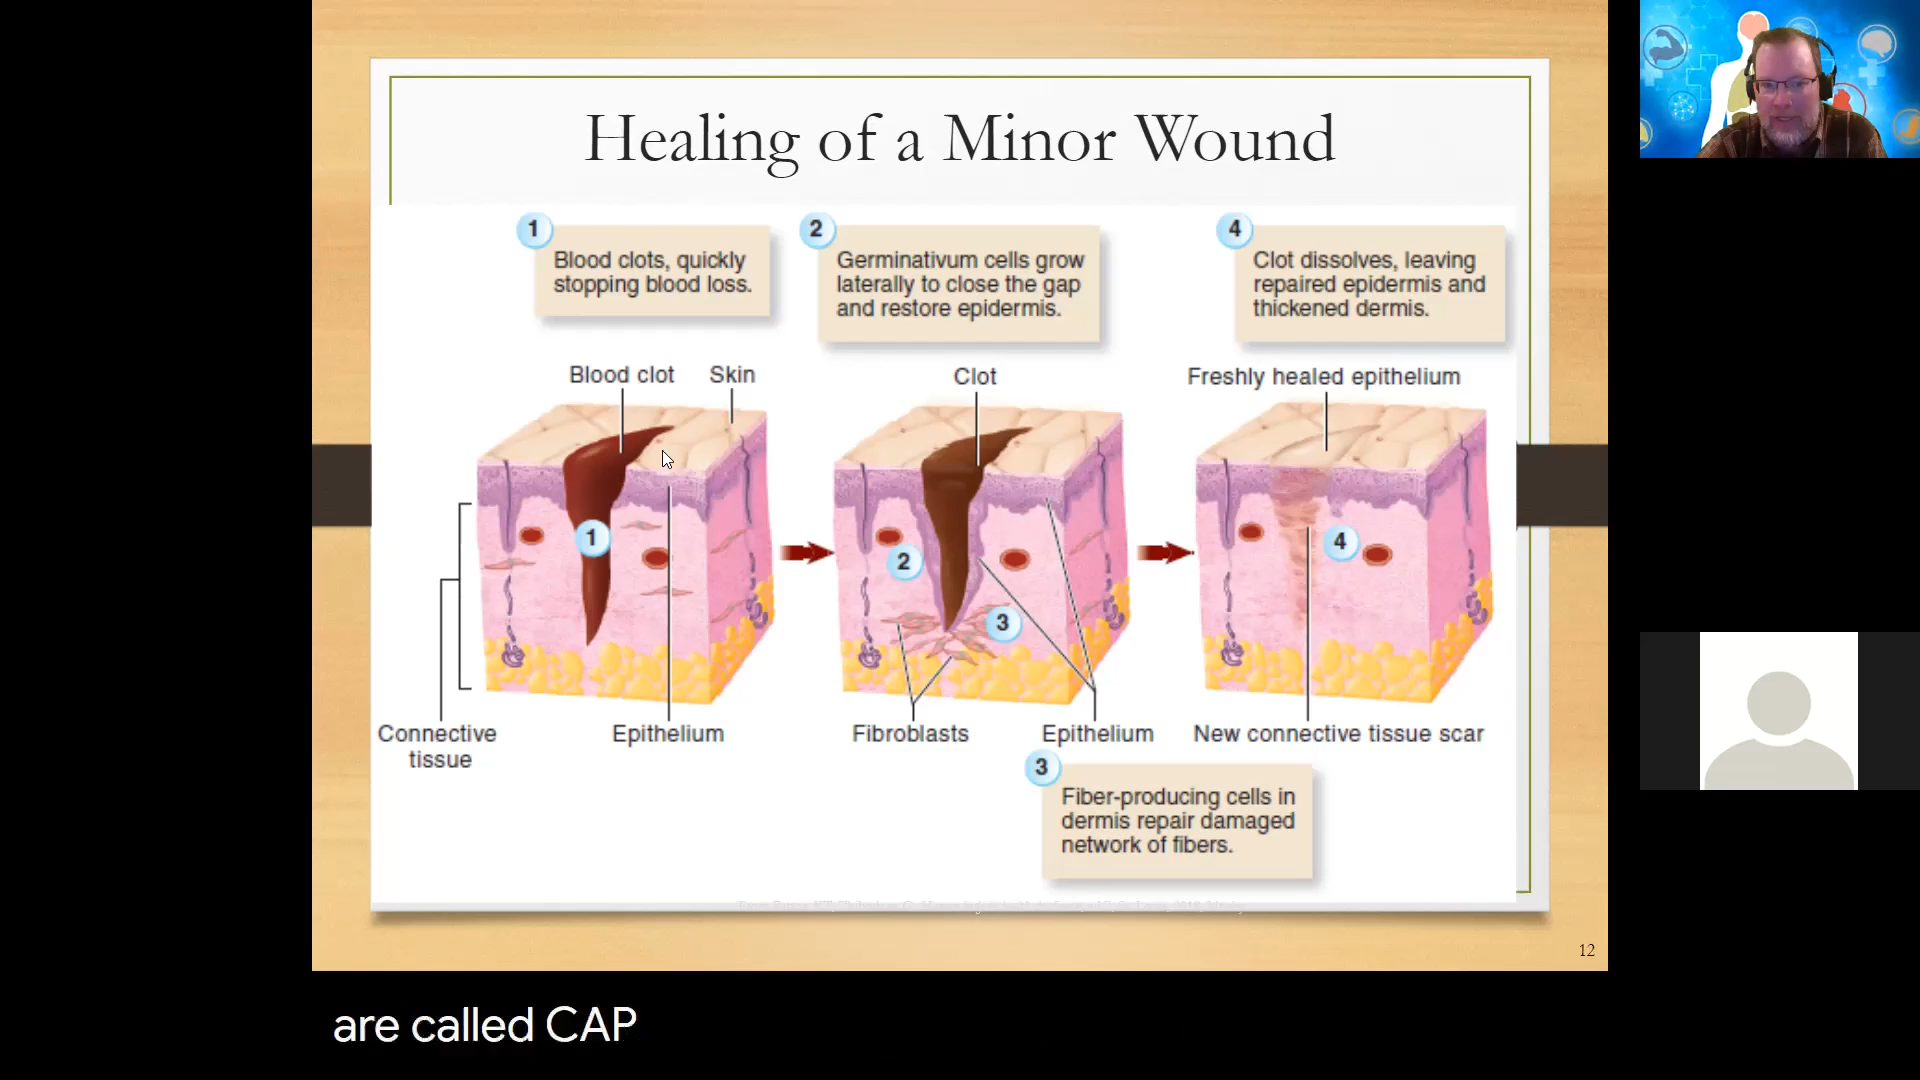 Healing of a Minor Wound
1
Blood clots, quickly
stopping blood loss.
2
Germinativum cells grow
laterally to close the gap
and restore epidermis.
4
Clot dissolves, leaving
repaired epidermis and
thickened dermis.
Blood clot
Skin
Clot
Freshly healed epithelium
1
2
3
4
Connective
tissue
Epithelium
Fibroblasts
Epithelium
New connective tissue scar
3
Fiber-producing cells in
dermis repair damaged
network of fibers.
12
are called CAP